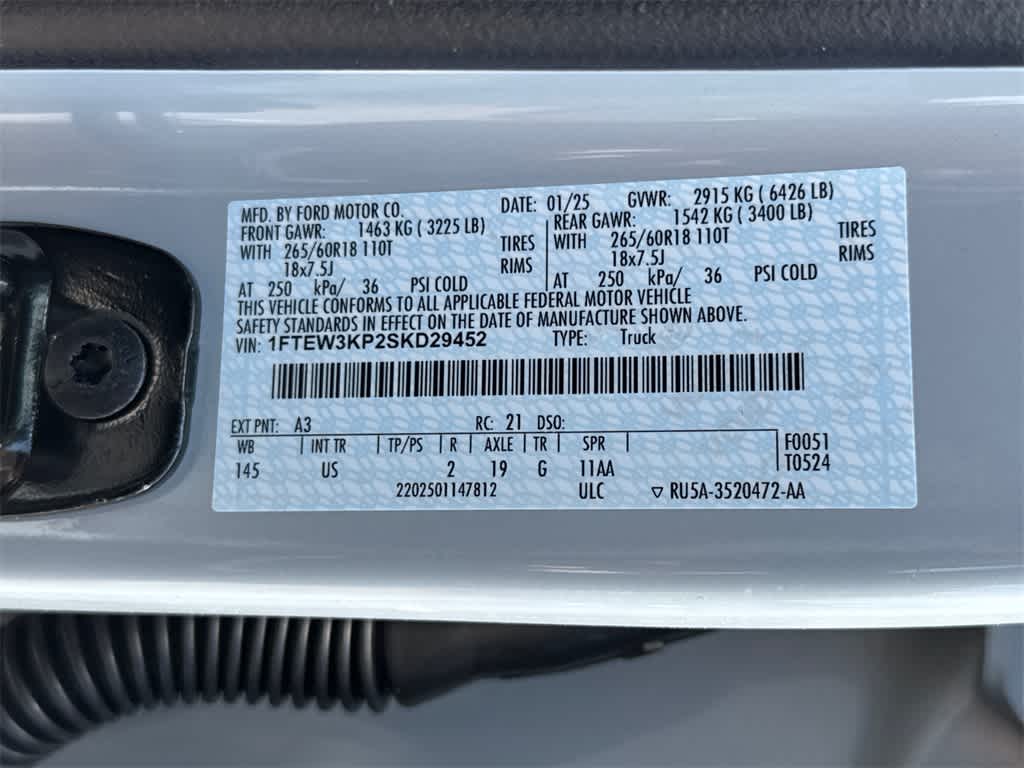 MFD. BY FORD MOTOR CO. DATE: 01/25 GVWR: 2915 KG ( 6426 LB)
FRONT GAWR: 1463 KG ( 3225 LB) REAR GAWR: 1542 KG ( 3400 LB)
WITH 265/60R18 110T TIRES WITH 265/60R18 110T TIRES
18x7.5J RIMS 18x7.5J RIMS
AT 250 kPa/ 36 PSI COLD AT 250 kPa/ 36 PSI COLD
THIS VEHICLE CONFORMS TO ALL APPLICABLE FEDERAL MOTOR VEHICLE
SAFETY STANDARDS IN EFFECT ON THE DATE OF MANUFACTURE SHOWN ABOVE.
VIN: 1FTEW3KP2SKD29452 TYPE: Truck
EXT PNT: A3 RC: 21 DSO:
WB INT TR TP/PS R AXLE TR SPR F0051
145 US 2 19 G 11AA T0524
2202501147812 ULC ▽ RU5A-3520472-AA